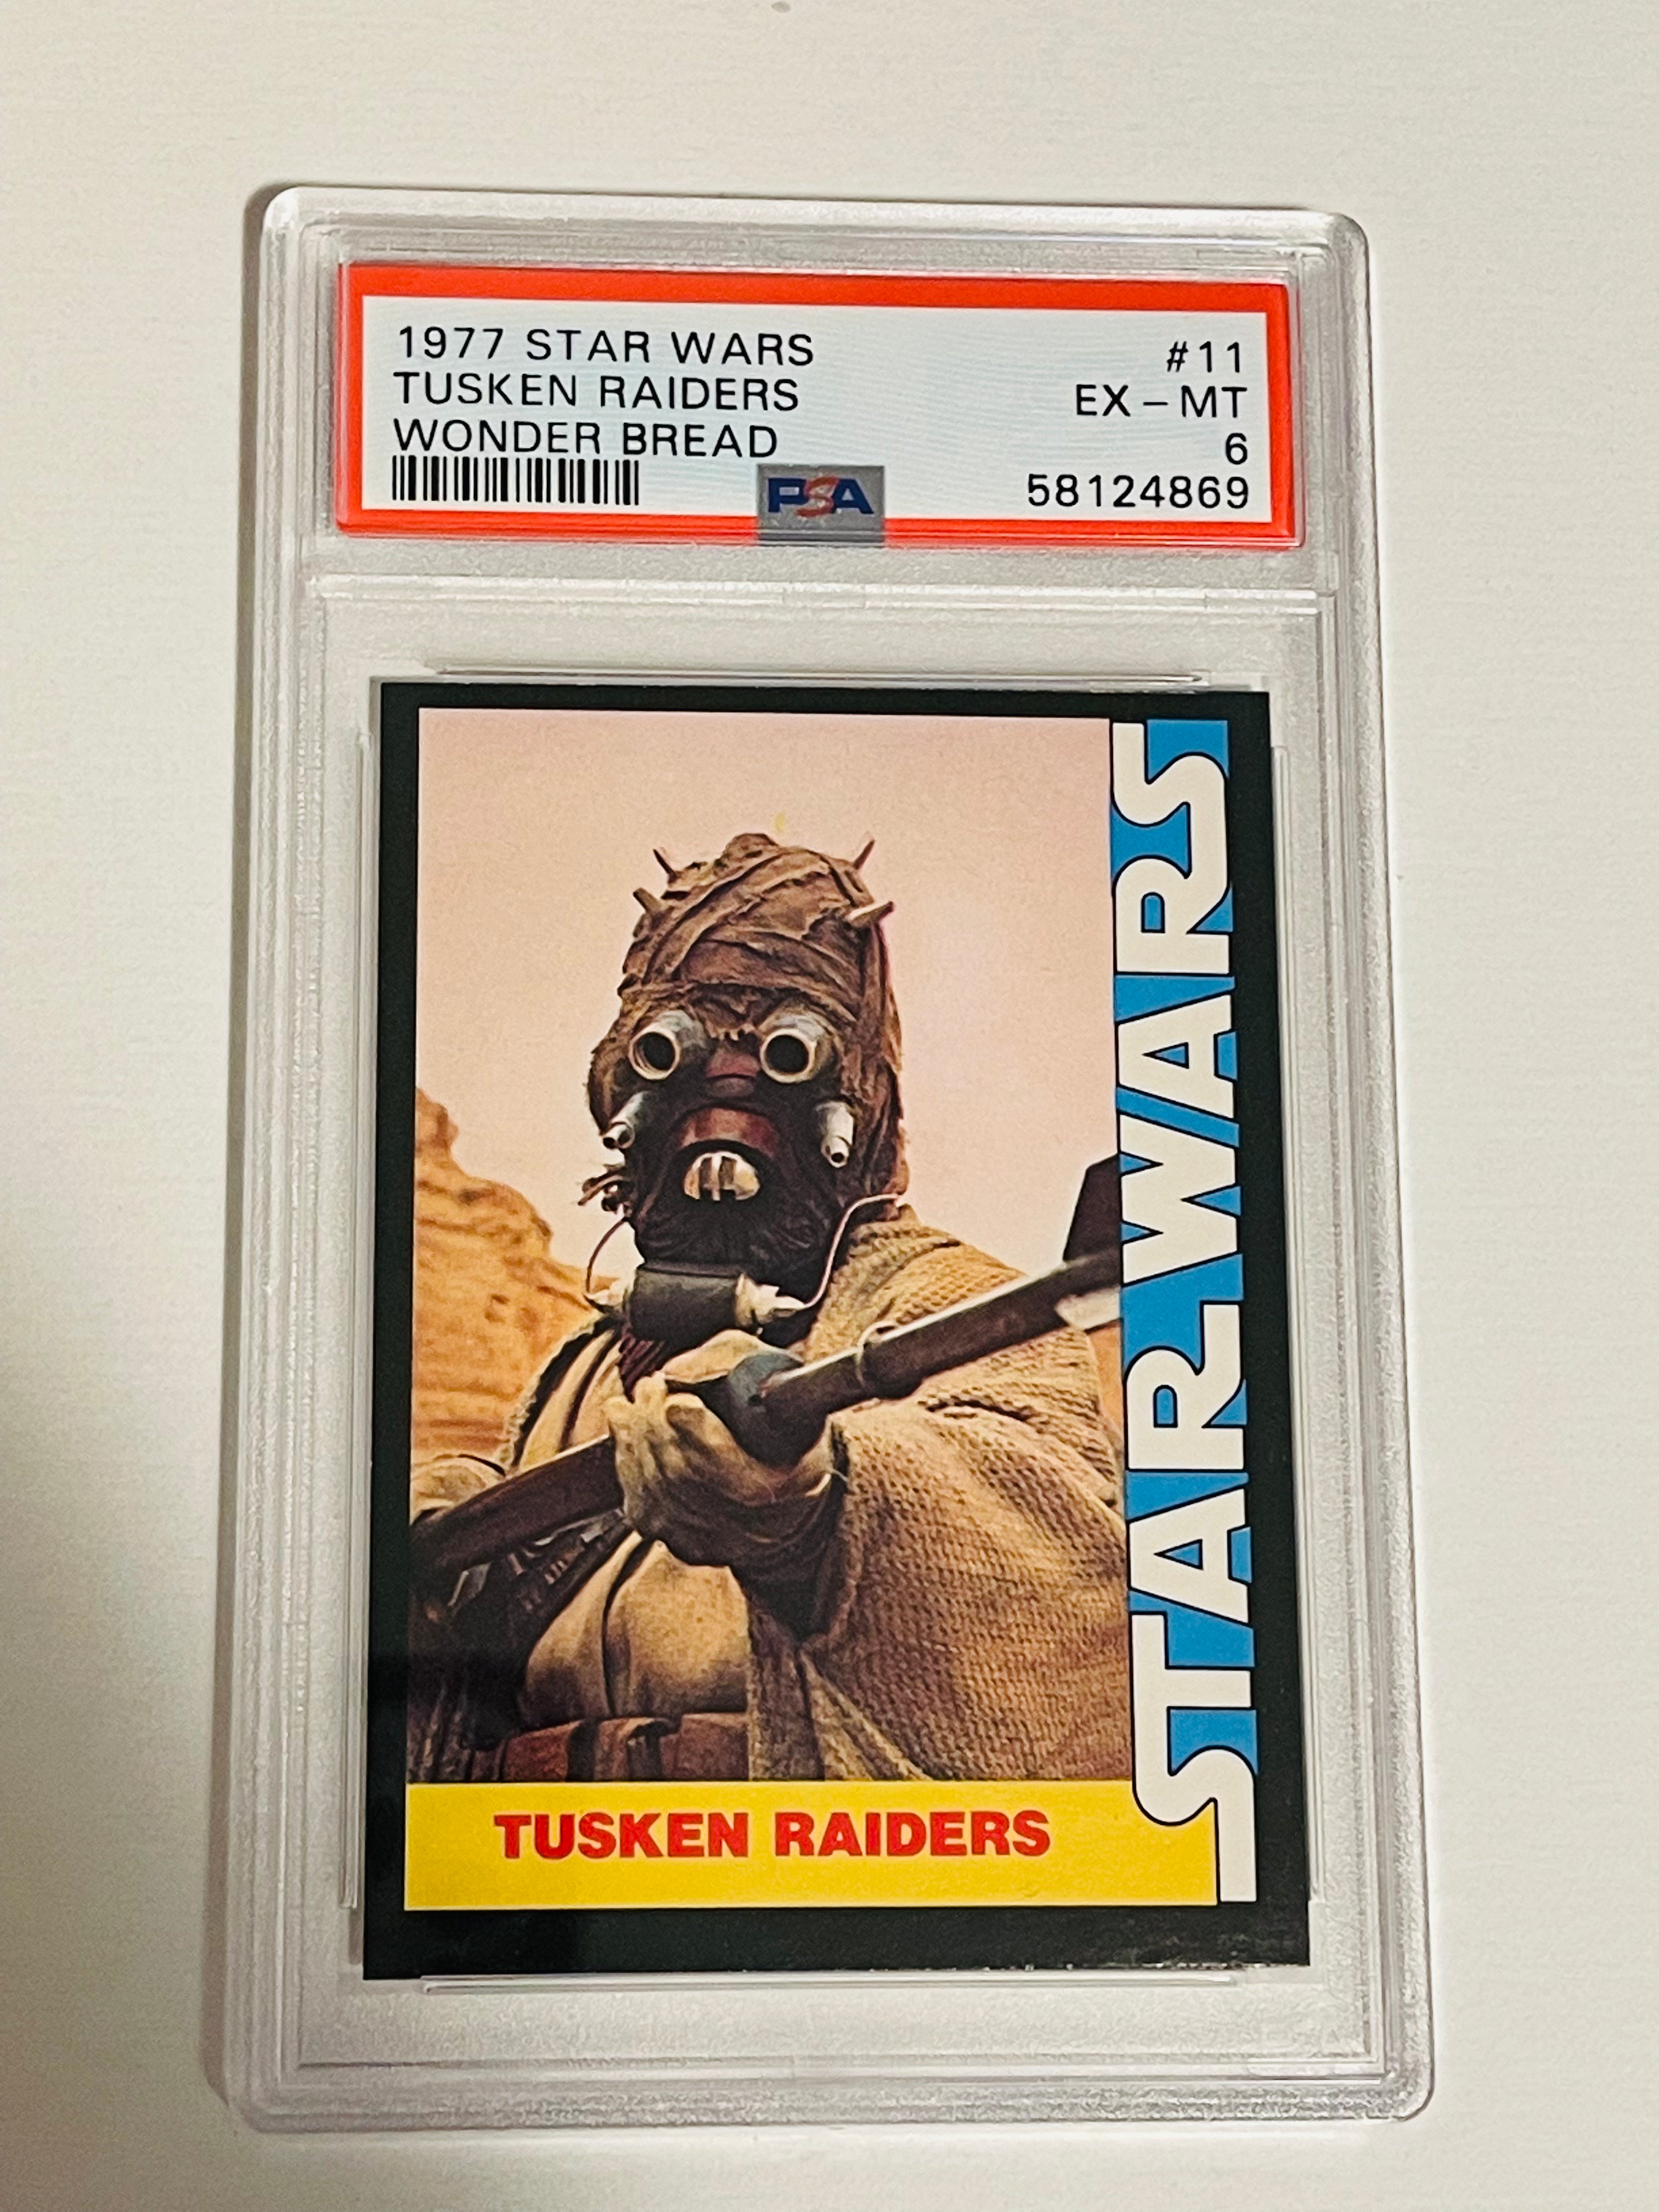 1977 STAR WARS
TUSKEN RAIDERS
WONDER BREAD
#11
EX - MT
6
58124869
PSA
STAR WARS
TUSKEN RAIDERS